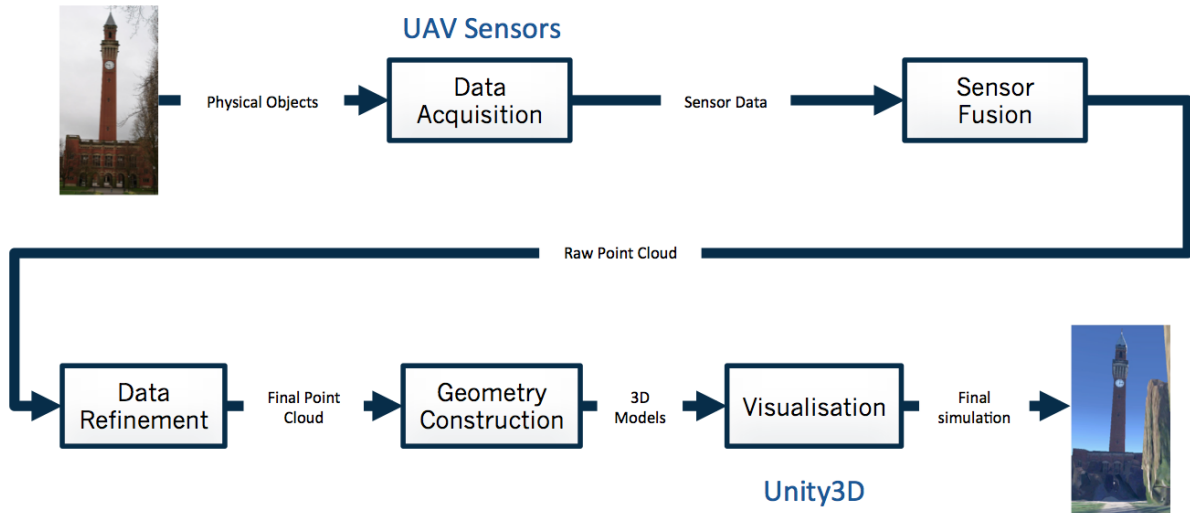 UAV Sensors
Physical Objects
Data
Acquisition
Sensor Data
Sensor
Fusion
Raw Point Cloud
Data
Refinement
Final Point
Cloud
Geometry
Construction
3D
Models
Visualisation
Final
simulation
Unity3D